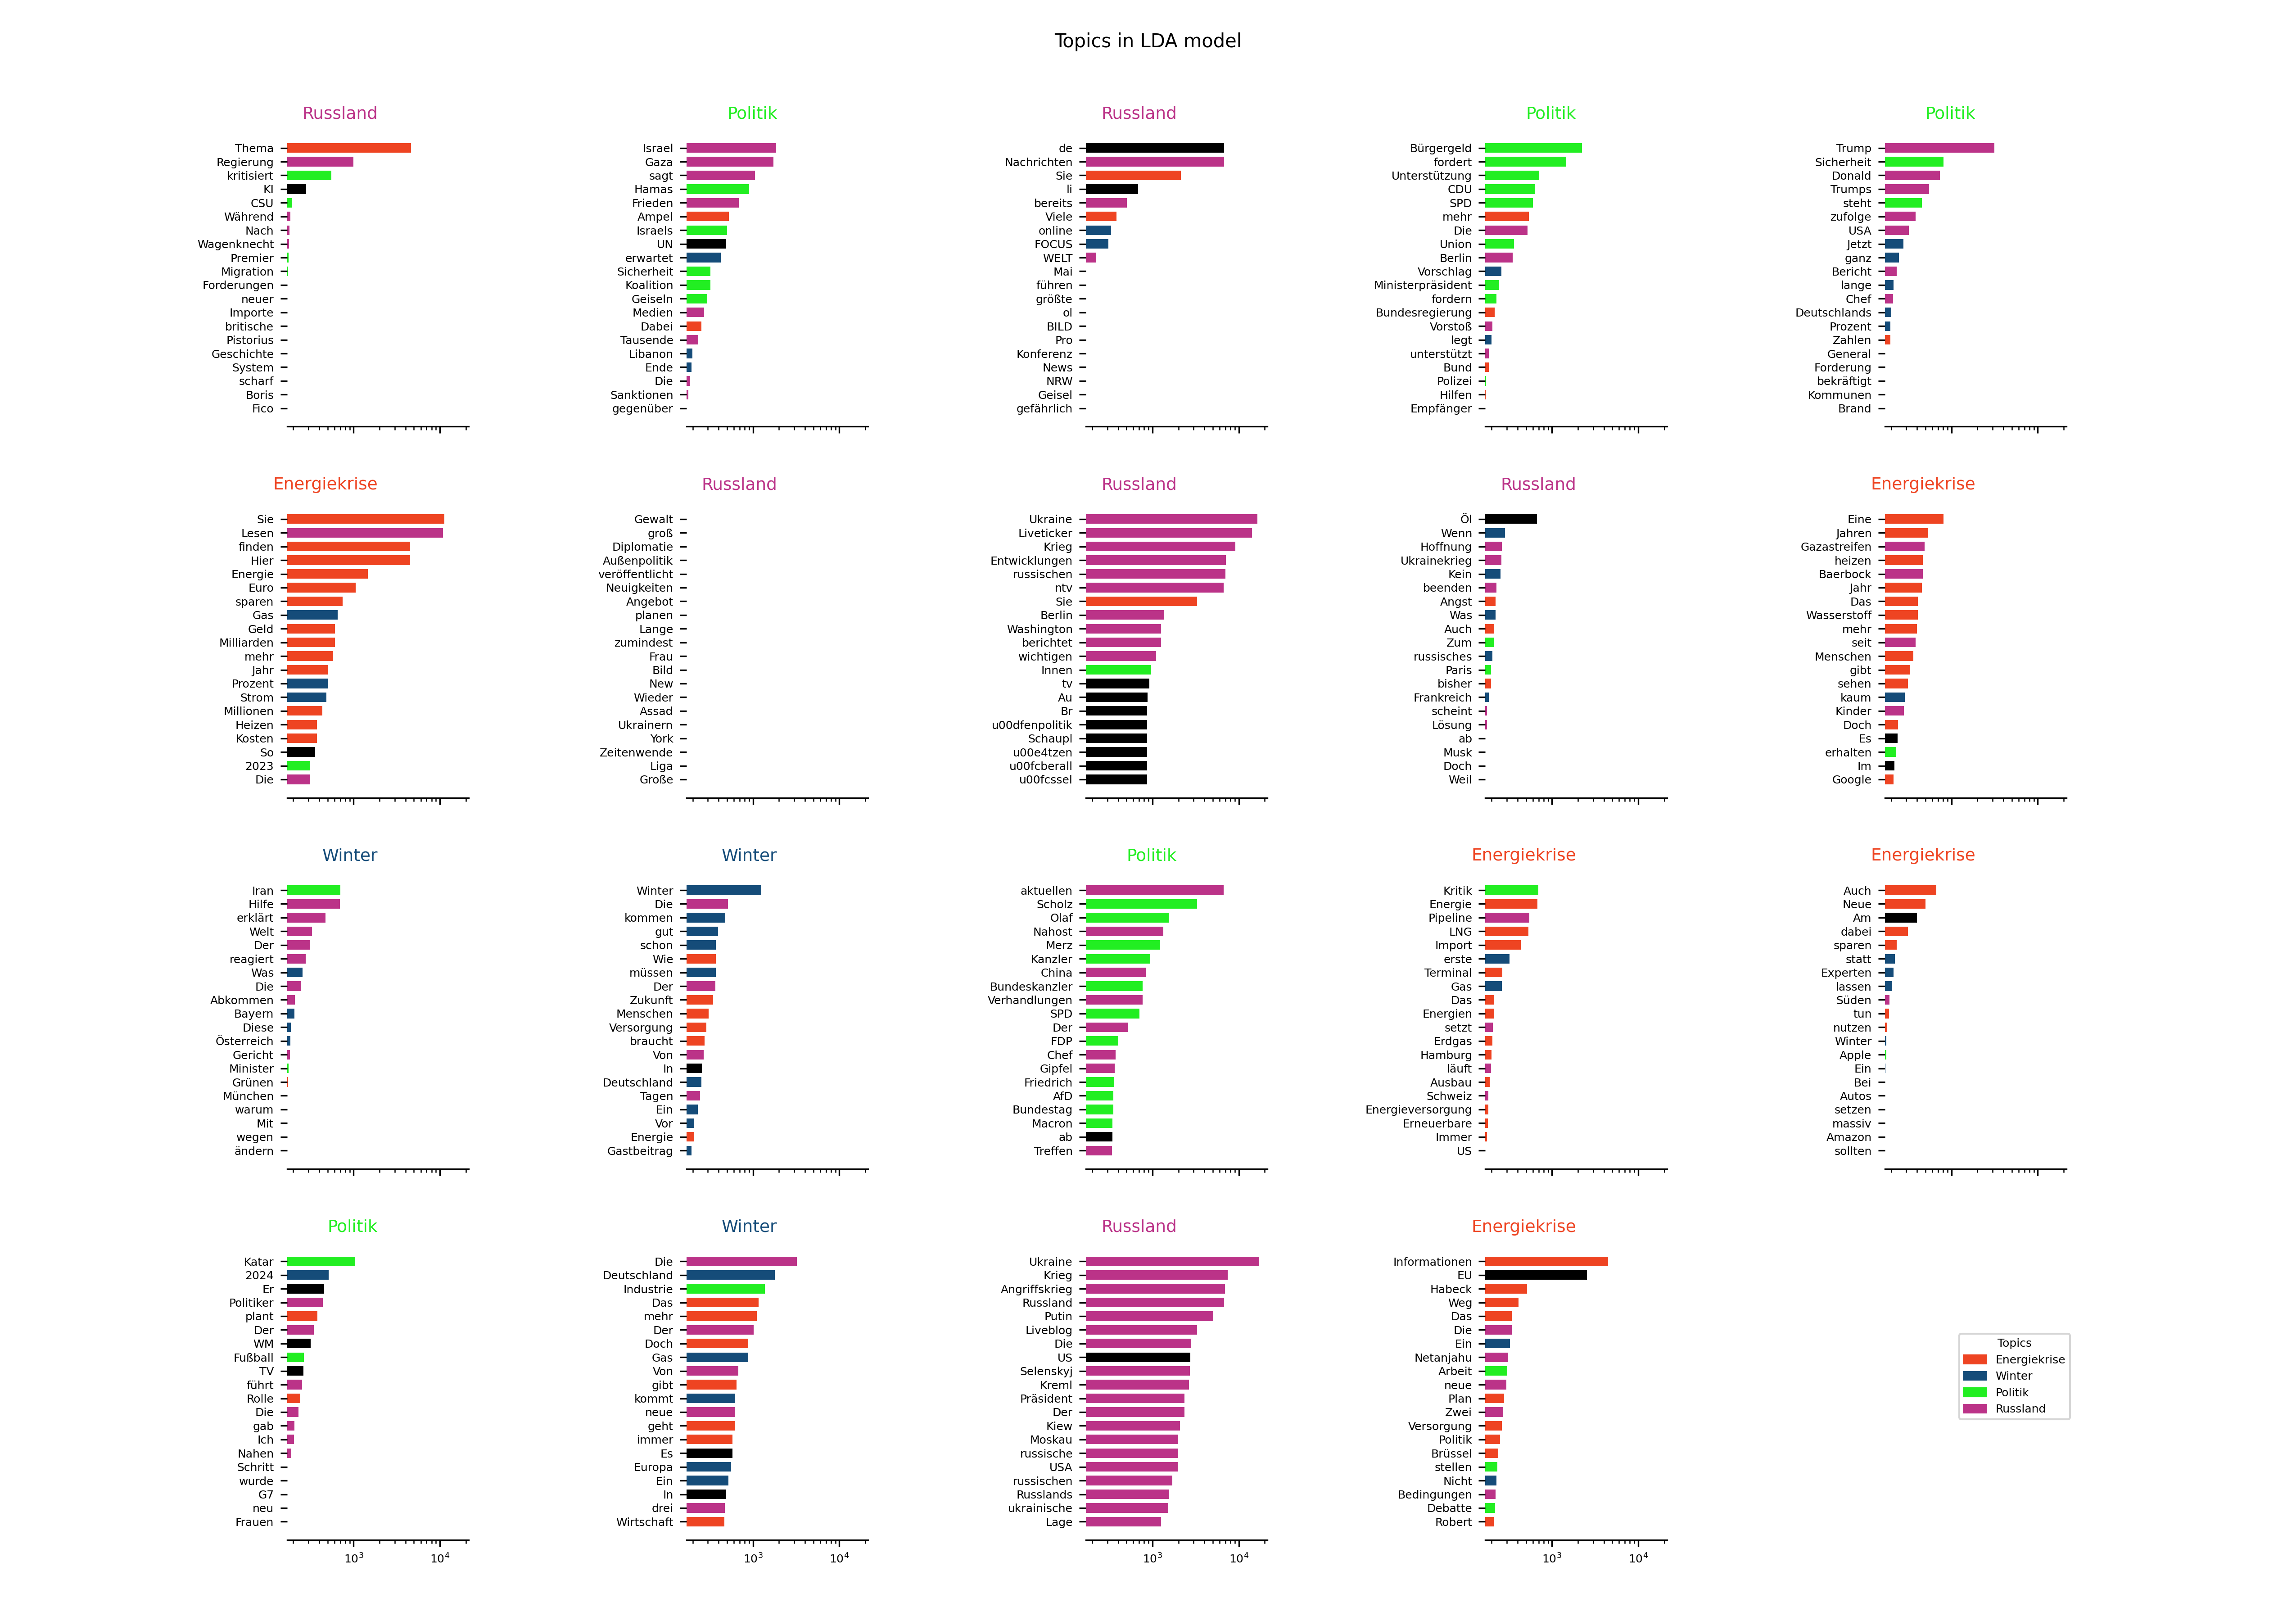 Topics in LDA model
Russland
Thema
Regierung
kritisiert
KI
CSU
Während
Nach
Wagenknecht
Premier
Migration
Forderungen
neuer
Importe
britische
Pistorius
Geschichte
System
scharf
Boris
Fico
Politik
Israel
Gaza
sagt
Hamas
Frieden
Ampel
Israels
UN
erwartet
Sicherheit
Koalition
Geiseln
Medien
Dabei
Tausende
Libanon
Ende
Die
Sanktionen
gegenüber
Russland
de
Nachrichten
Sie
li
bereits
Viele
online
FOCUS
WELT
Mai
führen
größte
ol
BILD
Pro
Konferenz
News
NRW
Geisel
gefährlich
Politik
Bürgergeld
fordert
Unterstützung
CDU
SPD
mehr
Die
Union
Berlin
Vorschlag
Ministerpräsident
fordern
Bundesregierung
Vorstoß
legt
unterstützt
Bund
Polizei
Hilfen
Empfänger
Politik
Trump
Sicherheit
Donald
Trumps
steht
zufolge
USA
Jetzt
ganz
Bericht
lange
Chef
Deutschlands
Prozent
Zahlen
General
Forderung
bekräftigt
Kommunen
Brand
Energiekrise
Sie
Lesen
finden
Hier
Energie
Euro
sparen
Gas
Geld
Milliarden
mehr
Jahr
Prozent
Strom
Millionen
Heizen
Kosten
So
2023
Die
Russland
Gewalt
groß
Diplomatie
Außenpolitik
veröffentlicht
Neuigkeiten
Angebot
planen
Lange
zumindest
Frau
Bild
New
Wieder
Assad
Ukrainern
York
Zeitenwende
Liga
Große
Russland
Ukraine
Liveticker
Krieg
Entwicklungen
russischen
ntv
Sie
Berlin
Washington
berichtet
wichtigen
Innen
tv
Au
Br
u00dfenpolitik
Schaupl
u00e4tzen
u00fcberall
u00fcssel
Russland
Öl
Wenn
Hoffnung
Ukrainekrieg
Kein
beenden
Angst
Was
Auch
Zum
russisches
Paris
bisher
Frankreich
scheint
Lösung
ab
Musk
Doch
Weil
Energiekrise
Eine
Jahren
Gazastreifen
heizen
Baerbock
Jahr
Das
Wasserstoff
mehr
seit
Menschen
gibt
sehen
kaum
Kinder
Doch
Es
erhalten
Im
Google
Winter
Iran
Hilfe
erklärt
Welt
Der
reagiert
Was
Die
Abkommen
Bayern
Diese
Österreich
Gericht
Minister
Grünen
München
warum
Mit
wegen
ändern
Winter
Winter
Die
kommen
gut
schon
Wie
müssen
Der
Zukunft
Menschen
Versorgung
braucht
Von
In
Deutschland
Tagen
Ein
Vor
Energie
Gastbeitrag
Politik
aktuellen
Scholz
Olaf
Nahost
Merz
Kanzler
China
Bundeskanzler
Verhandlungen
SPD
Der
FDP
Chef
Gipfel
Friedrich
AfD
Bundestag
Macron
ab
Treffen
Energiekrise
Kritik
Energie
Pipeline
LNG
Import
erste
Terminal
Gas
Das
Energien
setzt
Erdgas
Hamburg
läuft
Ausbau
Schweiz
Energieversorgung
Erneuerbare
Immer
US
Energiekrise
Auch
Neue
Am
dabei
sparen
statt
Experten
lassen
Süden
tun
nutzen
Winter
Apple
Ein
Bei
Autos
setzen
massiv
Amazon
sollten
Politik
Katar
2024
Er
Politiker
plant
Der
WM
Fußball
TV
führt
Rolle
Die
gab
Ich
Nahen
Schritt
wurde
G7
neu
Frauen
10³ 10⁴
Winter
Die
Deutschland
Industrie
Das
mehr
Der
Doch
Gas
Von
gibt
kommt
neue
geht
immer
Es
Europa
Ein
In
drei
Wirtschaft
10³ 10⁴
Russland
Ukraine
Krieg
Angriffskrieg
Russland
Putin
Liveblog
Die
US
Selenskyj
Kreml
Präsident
Der
Kiew
Moskau
russische
USA
russischen
Russlands
ukrainische
Lage
10³ 10⁴
Energiekrise
Informationen
EU
Habeck
Weg
Das
Die
Ein
Netanjahu
Arbeit
neue
Plan
Zwei
Versorgung
Politik
Brüssel
stellen
Nicht
Bedingungen
Debatte
Robert
10³ 10⁴
Topics
Energiekrise
Winter
Politik
Russland